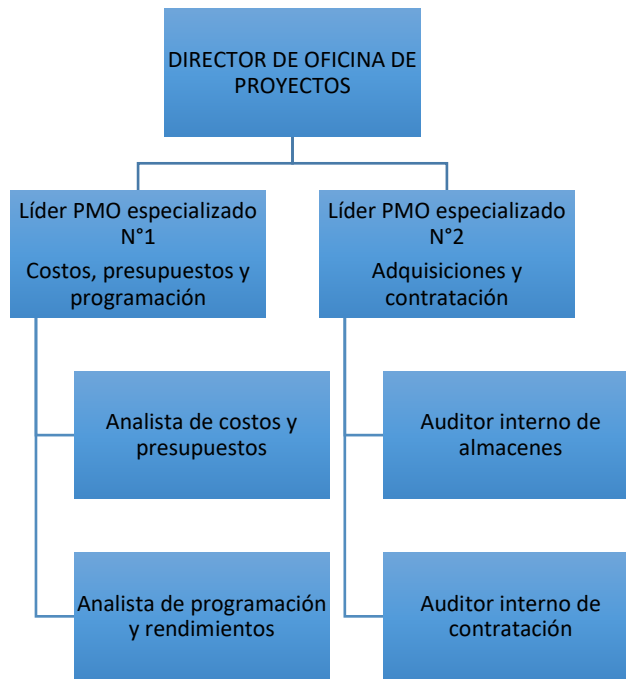 DIRECTOR DE OFICINA DE
PROYECTOS
Líder PMO especializado
N°1
Costos, presupuestos y
programación
Líder PMO especializado
N°2
Adquisiciones y
contratación
Analista de costos y
presupuestos
Auditor interno de
almacenes
Analista de programación
y rendimientos
Auditor interno de
contratación